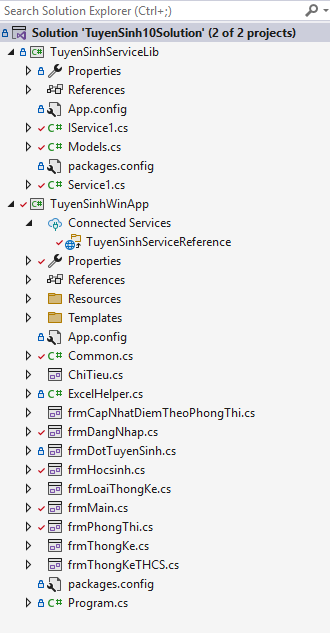 Search Solution Explorer (Ctrl+;)
Solution 'TuyenSinh10Solution' (2 of 2 projects)
C# TuyenSinhServiceLib
Properties
References
App.config
C# IService1.cs
C# Models.cs
packages.config
C# Service1.cs
C# TuyenSinhWinApp
Connected Services
TuyenSinhServiceReference
Properties
References
Resources
Templates
App.config
C# Common.cs
ChiTieu.cs
C# ExcelHelper.cs
frmCapNhatDiemTheoPhongThi.cs
frmDangNhap.cs
frmDotTuyenSinh.cs
frmHocsinh.cs
frmLoaiThongKe.cs
frmMain.cs
frmPhongThi.cs
frmThongKe.cs
frmThongKeTHCS.cs
packages.config
C# Program.cs